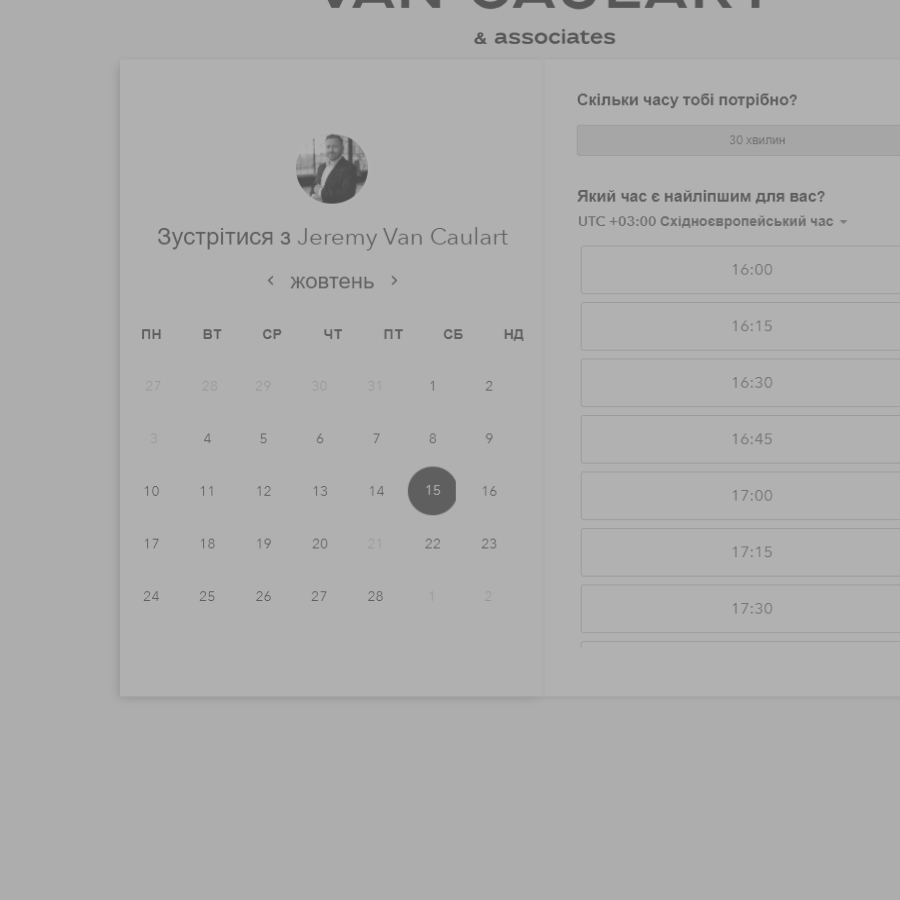 VAN CAULART
& associates
Зустрітися з Jeremy Van Caulart
жовтень
ПН ВТ СР ЧТ ПТ СБ НД
27 28 29 30 31 1 2
3 4 5 6 7 8 9
10 11 12 13 14 15 16
17 18 19 20 21 22 23
24 25 26 27 28 1 2
Скільки часу тобі потрібно?
30 хвилин
Який час є найліпшим для вас?
UTC +03:00 Східноєвропейський час
16:00
16:15
16:30
16:45
17:00
17:15
17:30